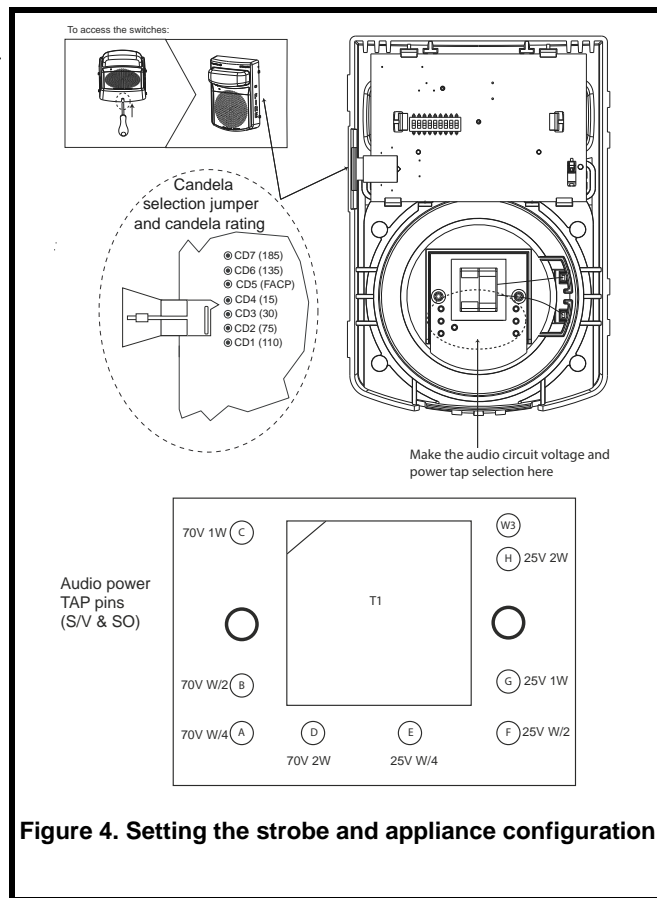 To access the switches:
Candela
selection jumper
and candela rating
CD7 (185)
CD6 (135)
CD5 (FACP)
CD4 (15)
CD3 (30)
CD2 (75)
CD1 (110)
Make the audio circuit voltage and
power tap selection here
Audio power
TAP pins
(S/V & SO)
70V 1W C
W3
H 25V 2W
T1
70V W/2 B
G 25V 1W
70V W/4 A
D
E
F 25V W/2
70V 2W
25V W/4
Figure 4. Setting the strobe and appliance configuration